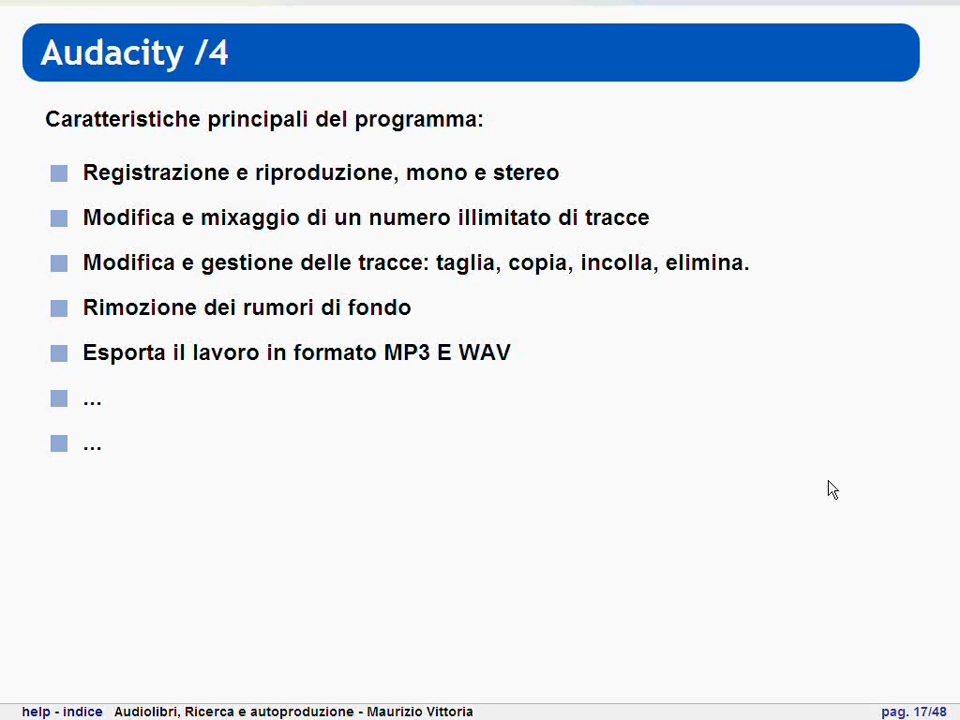 Audacity /4
Caratteristiche principali del programma:
Registrazione e riproduzione, mono e stereo
Modifica e mixaggio di un numero illimitato di tracce
Modifica e gestione delle tracce: taglia, copia, incolla, elimina.
Rimozione dei rumori di fondo
Esporta il lavoro in formato MP3 E WAV
...
...
help - indice Audiolibri, Ricerca e autoproduzione - Maurizio Vittoria pag. 17/48